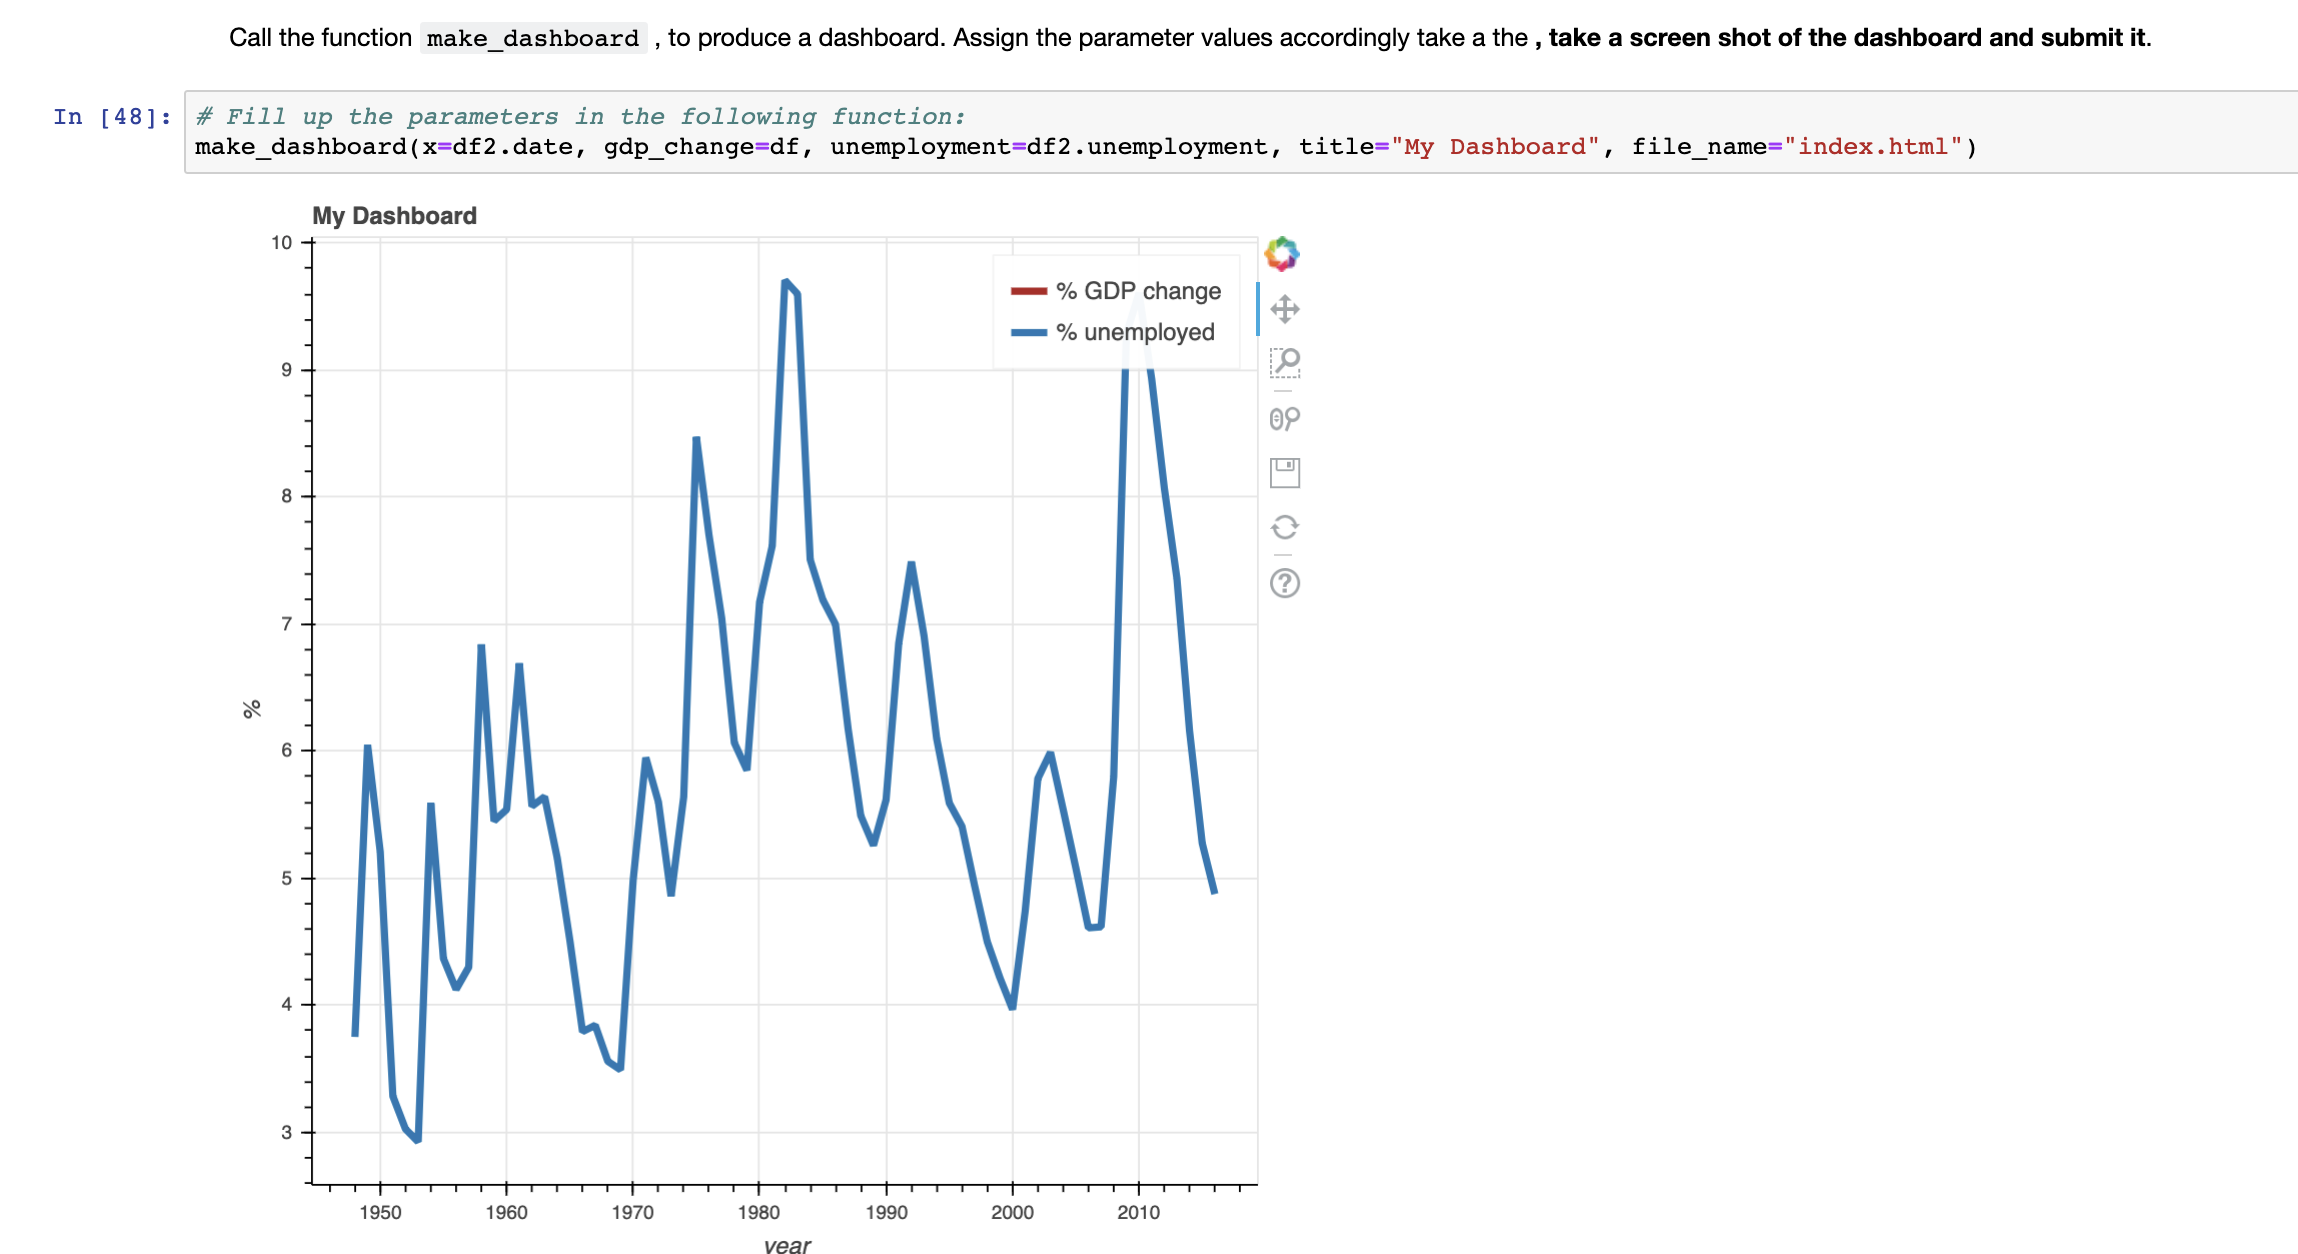 Call the function make_dashboard , to produce a dashboard. Assign the parameter values accordingly take a the , take a screen shot of the dashboard and submit it.
In [48]:
# Fill up the parameters in the following function:
make_dashboard(x=df2.date, gdp_change=df, unemployment=df2.unemployment, title="My Dashboard", file_name="index.html")
My Dashboard
% GDP change
% unemployed
10
9
8
7
6
5
4
3
%
1950 1960 1970 1980 1990 2000 2010
year